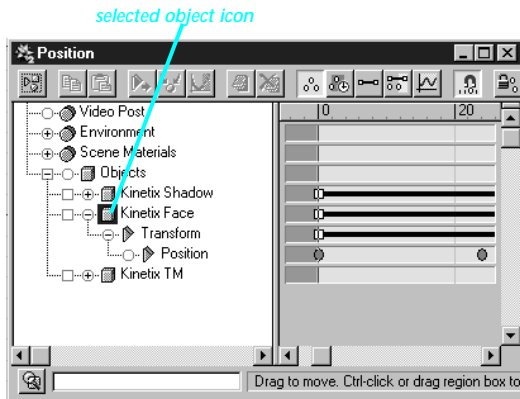 selected object icon
Position
Video Post
Environment
Scene Materials
Objects
Kinetix Shadow
Kinetix Face
Transform
Position
Kinetix TM
0 20
Drag to move. Ctrl-click or drag region box to